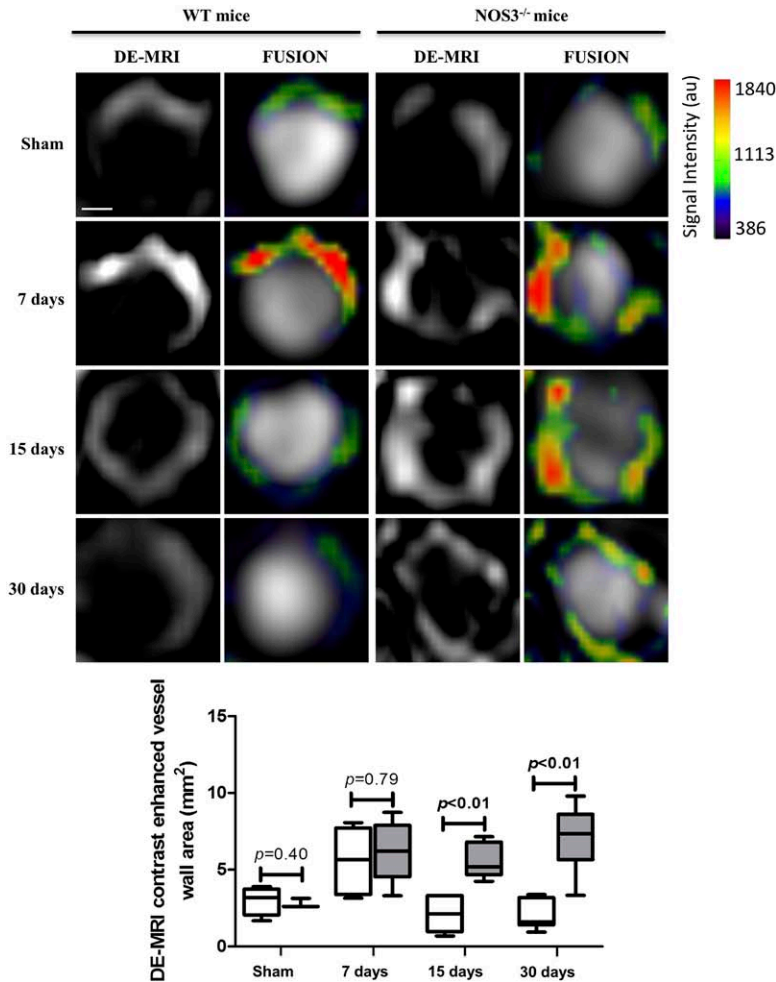 WT mice NOS3-/- mice
DE-MRI FUSION DE-MRI FUSION
Signal Intensity (au)
1840
1113
386
Sham
7 days
15 days
30 days
DE-MRI contrast enhanced vessel
wall area (mm²)
15
10
5
0
p=0.40
p=0.79
p<0.01
p<0.01
Sham 7 days 15 days 30 days